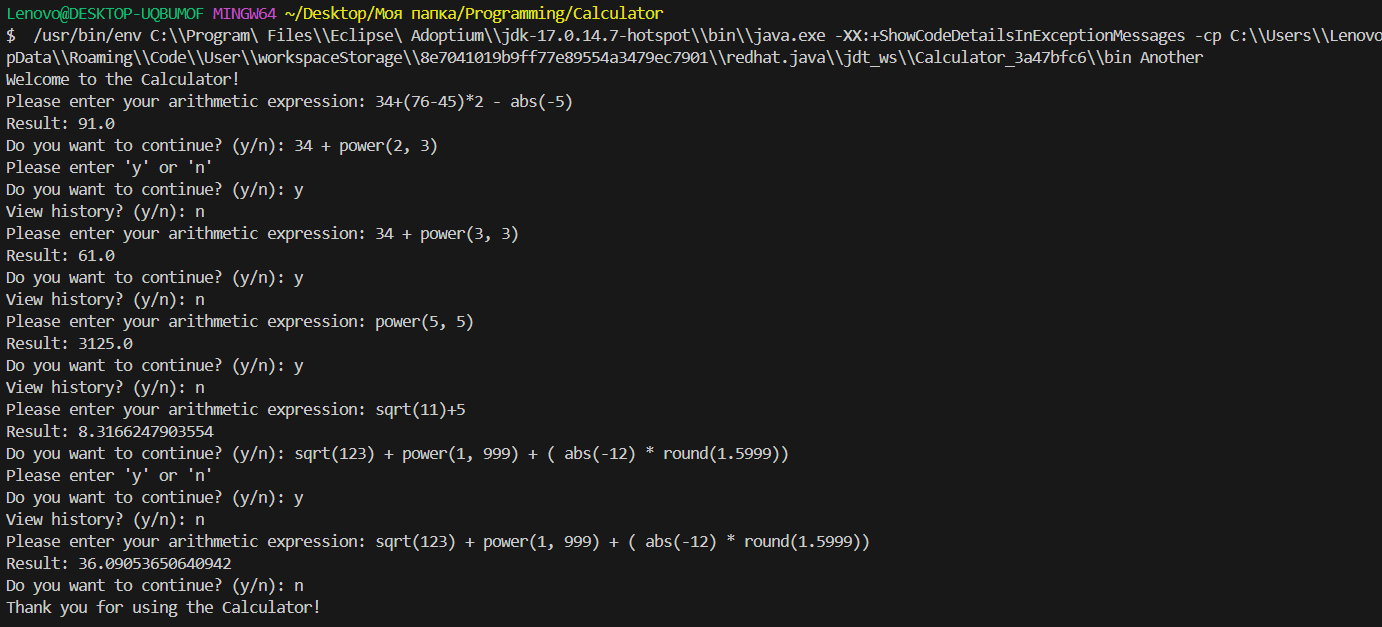 Lenovo@DESKTOP-UQBUMOF MINGW64 ~/Desktop/Моя папка/Programming/Calculator
$  /usr/bin/env C:\\Program\ Files\\Eclipse\ Adoptium\\jdk-17.0.14.7-hotspot\\bin\\java.exe -XX:+ShowCodeDetailsInExceptionMessages -cp C:\\Users\\Lenovo
pData\\Roaming\\Code\\User\\workspaceStorage\\8e7041019b9ff77e89554a3479ec7901\\redhat.java\\jdt_ws\\Calculator_3a47bfc6\\bin Another
Welcome to the Calculator!
Please enter your arithmetic expression: 34+(76-45)*2 - abs(-5)
Result: 91.0
Do you want to continue? (y/n): 34 + power(2, 3)
Please enter 'y' or 'n'
Do you want to continue? (y/n): y
View history? (y/n): n
Please enter your arithmetic expression: 34 + power(3, 3)
Result: 61.0
Do you want to continue? (y/n): y
View history? (y/n): n
Please enter your arithmetic expression: power(5, 5)
Result: 3125.0
Do you want to continue? (y/n): y
View history? (y/n): n
Please enter your arithmetic expression: sqrt(11)+5
Result: 8.3166247903554
Do you want to continue? (y/n): sqrt(123) + power(1, 999) + ( abs(-12) * round(1.5999))
Please enter 'y' or 'n'
Do you want to continue? (y/n): y
View history? (y/n): n
Please enter your arithmetic expression: sqrt(123) + power(1, 999) + ( abs(-12) * round(1.5999))
Result: 36.09053650640942
Do you want to continue? (y/n): n
Thank you for using the Calculator!